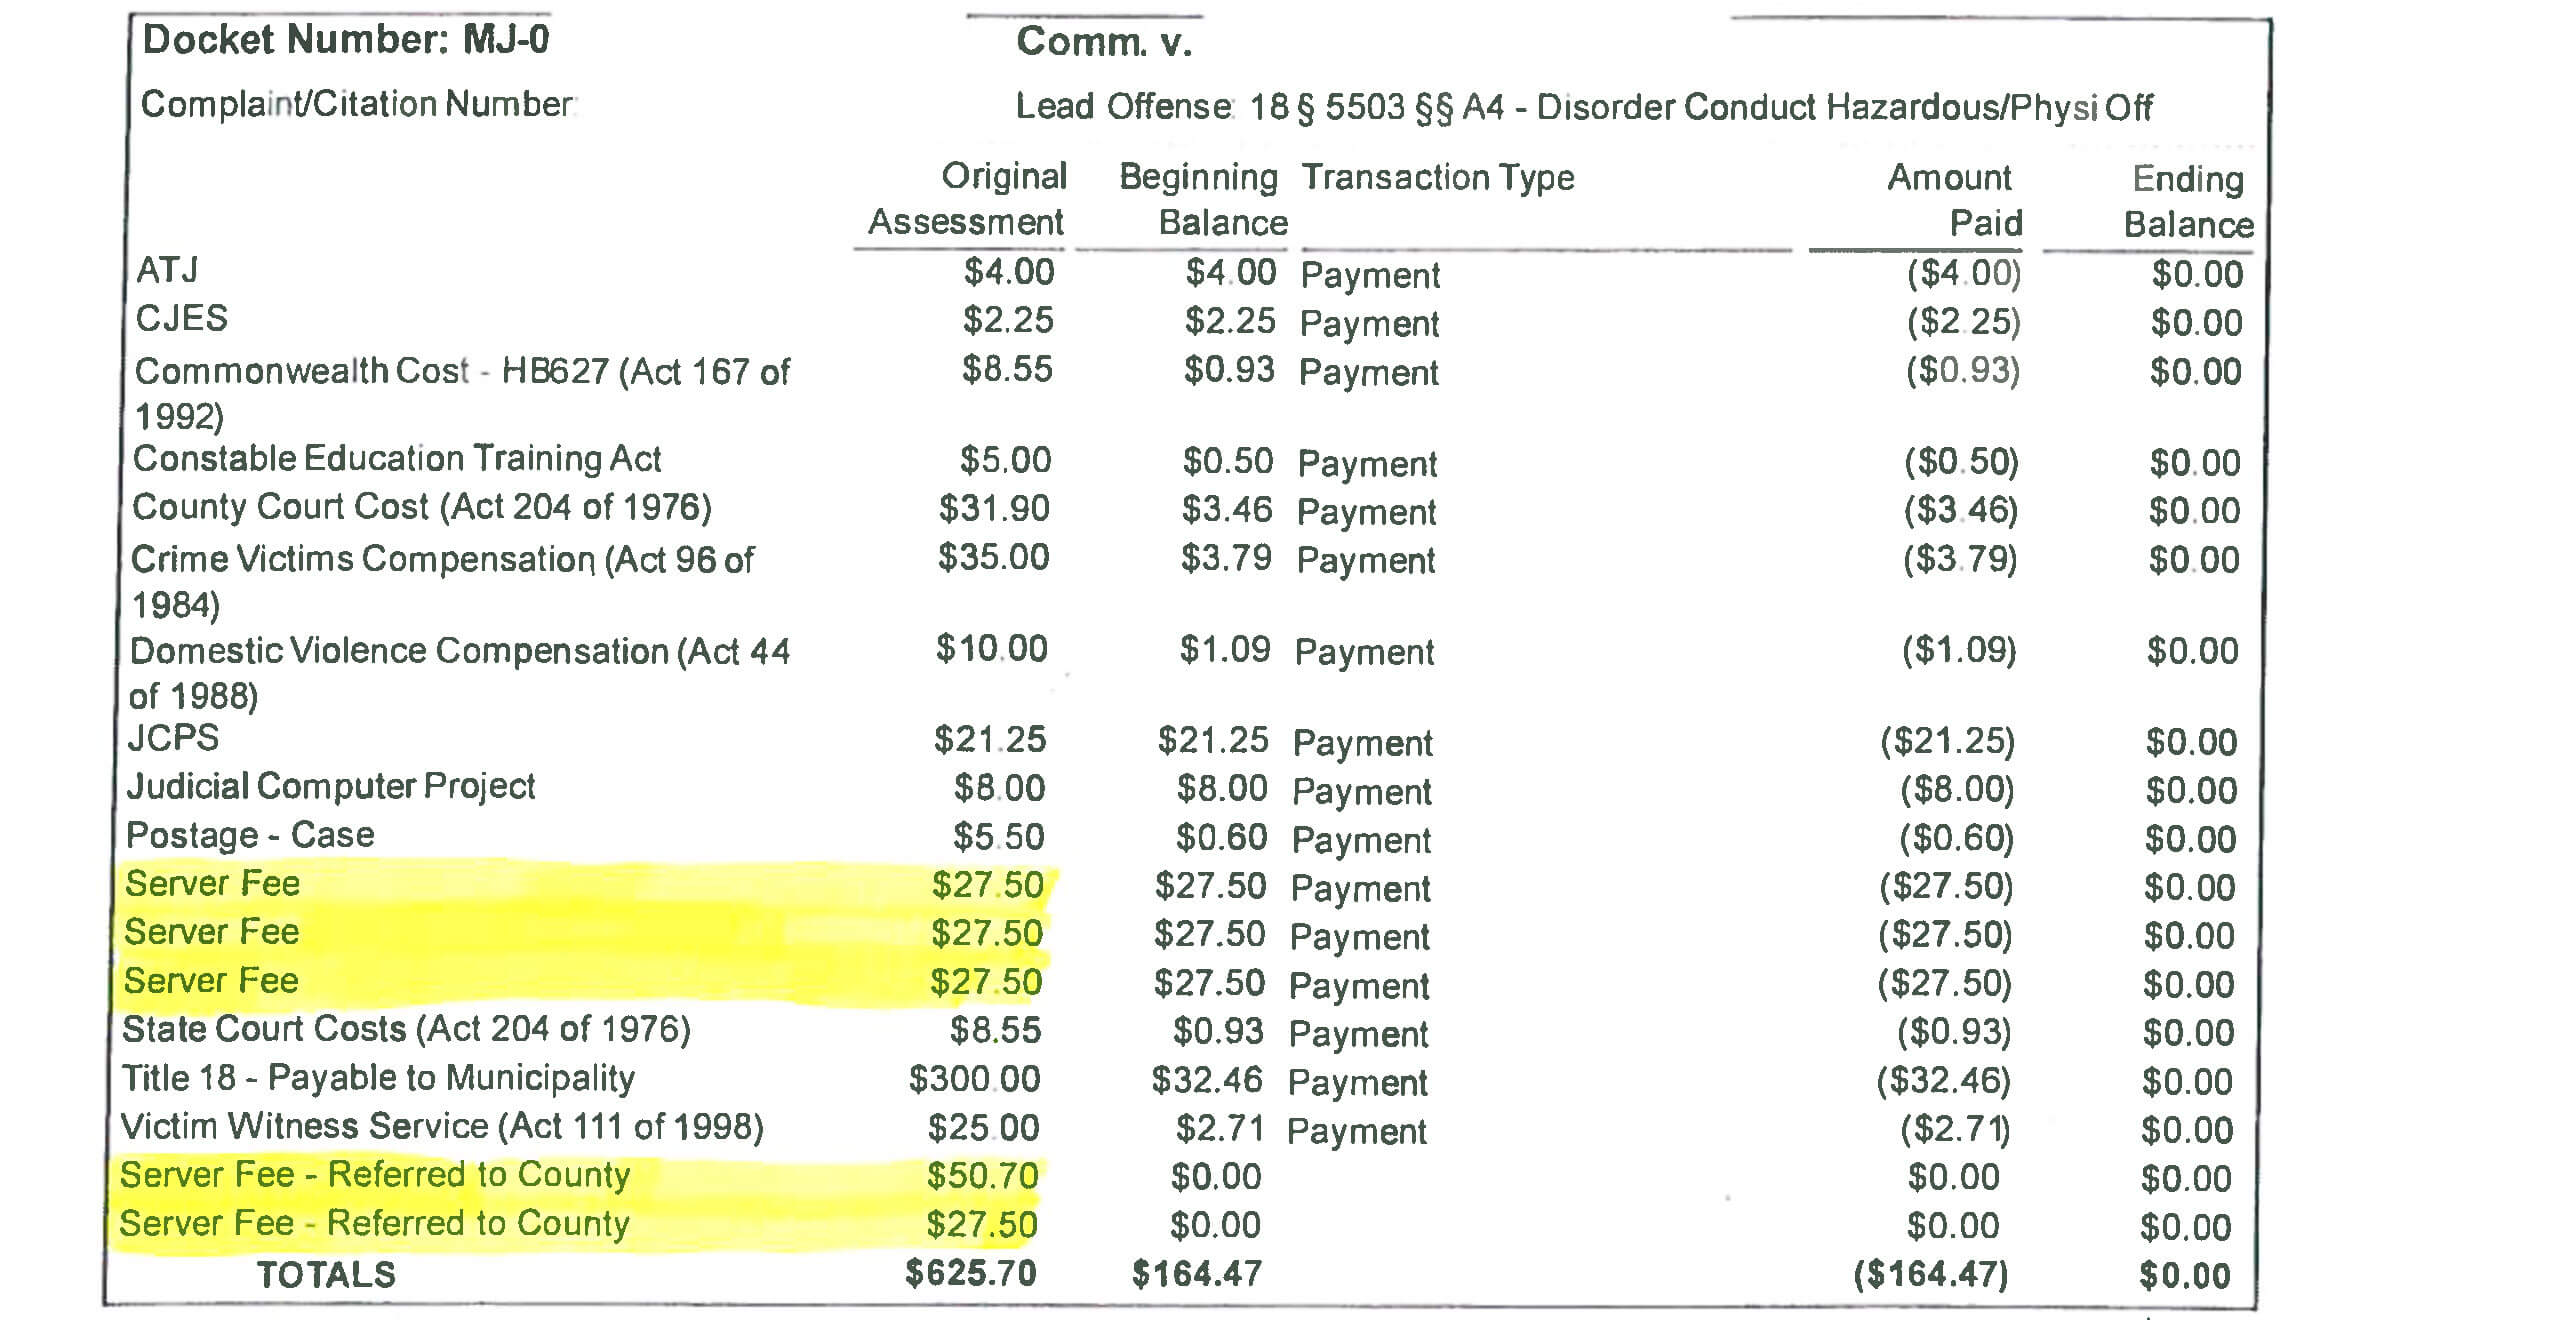 Docket Number: MJ-0 Comm. v.
Complaint/Citation Number Lead Offense: 18 § 5503 §§ A4 - Disorder Conduct Hazardous/Physi Off
Original Beginning Transaction Type Amount Ending
Assessment Balance Paid Balance
ATJ $4.00 $4.00 Payment ($4.00) $0.00
CJES $2.25 $2.25 Payment ($2.25) $0.00
Commonwealth Cost - HB627 (Act 167 of $8.55 $0.93 Payment ($0.93) $0.00
1992)
Constable Education Training Act $5.00 $0.50 Payment ($0.50) $0.00
County Court Cost (Act 204 of 1976) $31.90 $3.46 Payment ($3.46) $0.00
Crime Victims Compensation (Act 96 of $35.00 $3.79 Payment ($3.79) $0.00
1984)
Domestic Violence Compensation (Act 44 $10.00 $1.09 Payment ($1.09) $0.00
of 1988)
JCPS $21.25 $21.25 Payment ($21.25) $0.00
Judicial Computer Project $8.00 $8.00 Payment ($8.00) $0.00
Postage - Case $5.50 $0.60 Payment ($0.60) $0.00
Server Fee $27.50 $27.50 Payment ($27.50) $0.00
Server Fee $27.50 $27.50 Payment ($27.50) $0.00
Server Fee $27.50 $27.50 Payment ($27.50) $0.00
State Court Costs (Act 204 of 1976) $8.55 $0.93 Payment ($0.93) $0.00
Title 18 - Payable to Municipality $300.00 $32.46 Payment ($32.46) $0.00
Victim Witness Service (Act 111 of 1998) $25.00 $2.71 Payment ($2.71) $0.00
Server Fee - Referred to County $50.70 $0.00 $0.00 $0.00
Server Fee - Referred to County $27.50 $0.00 $0.00 $0.00
TOTALS $625.70 $164.47 ($164.47) $0.00